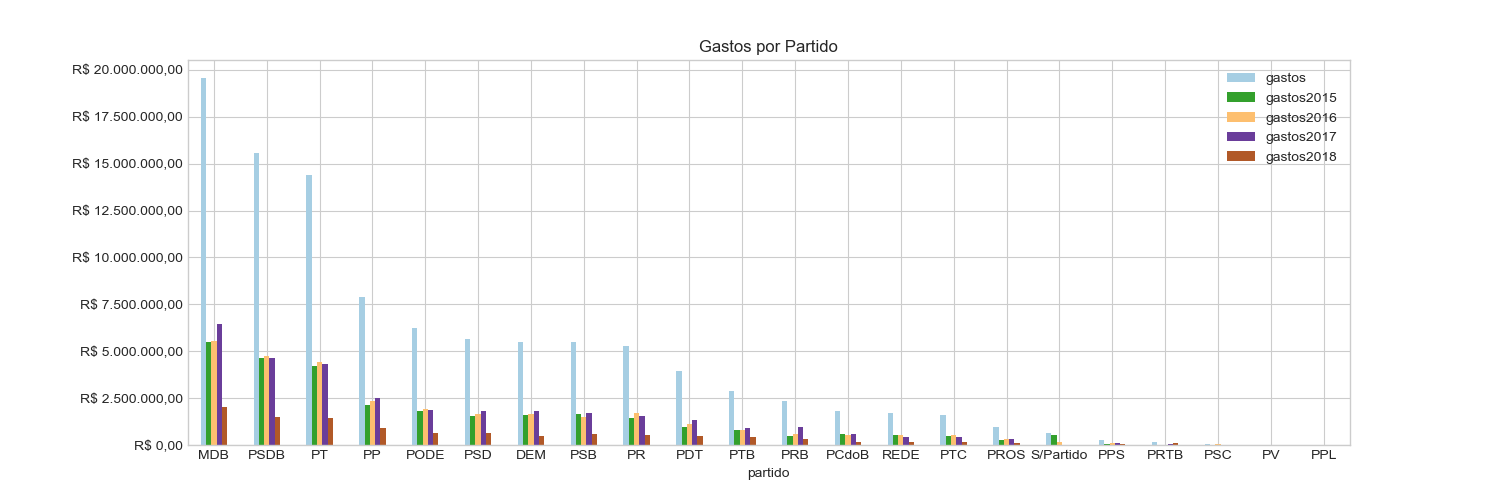 Gastos por Partido
R$ 20.000.000,00
R$ 17.500.000,00
R$ 15.000.000,00
R$ 12.500.000,00
R$ 10.000.000,00
R$ 7.500.000,00
R$ 5.000.000,00
R$ 2.500.000,00
R$ 0,00
gastos
gastos2015
gastos2016
gastos2017
gastos2018
MDB PSDB PT PP PODE PSD DEM PSB PR PDT PTB PRB PCdoB REDE PTC PROS S/Partido PPS PRTB PSC PV PPL
partido